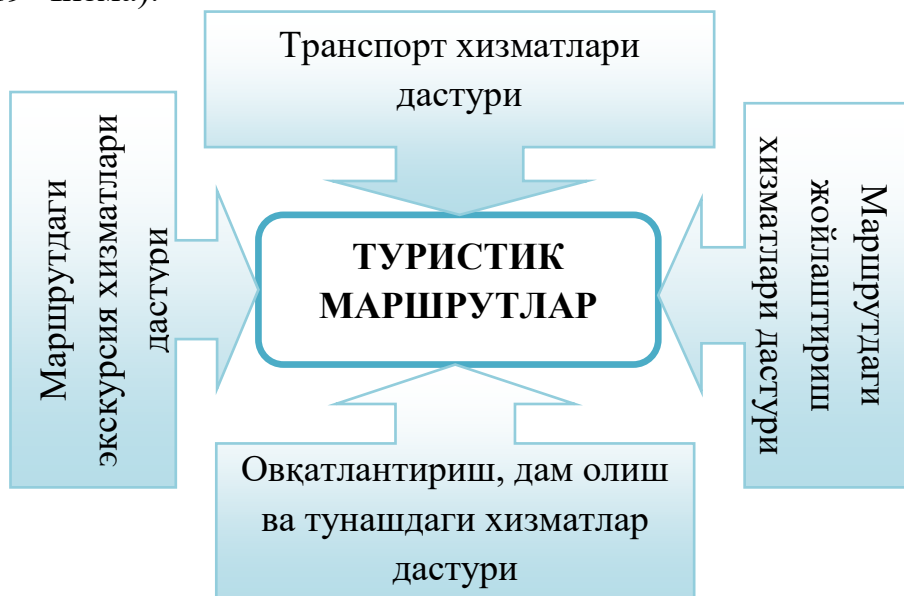 Транспорт хизматлари
дастури
Маршрутдаги
экскурсия хизматлари
дастури
ТУРИСТИК
МАРШРУТЛАР
Маршрутдаги
жойлаштириш
хизматлари дастури
Овқатлантириш, дам олиш
ва тунашдаги хизматлар
дастури